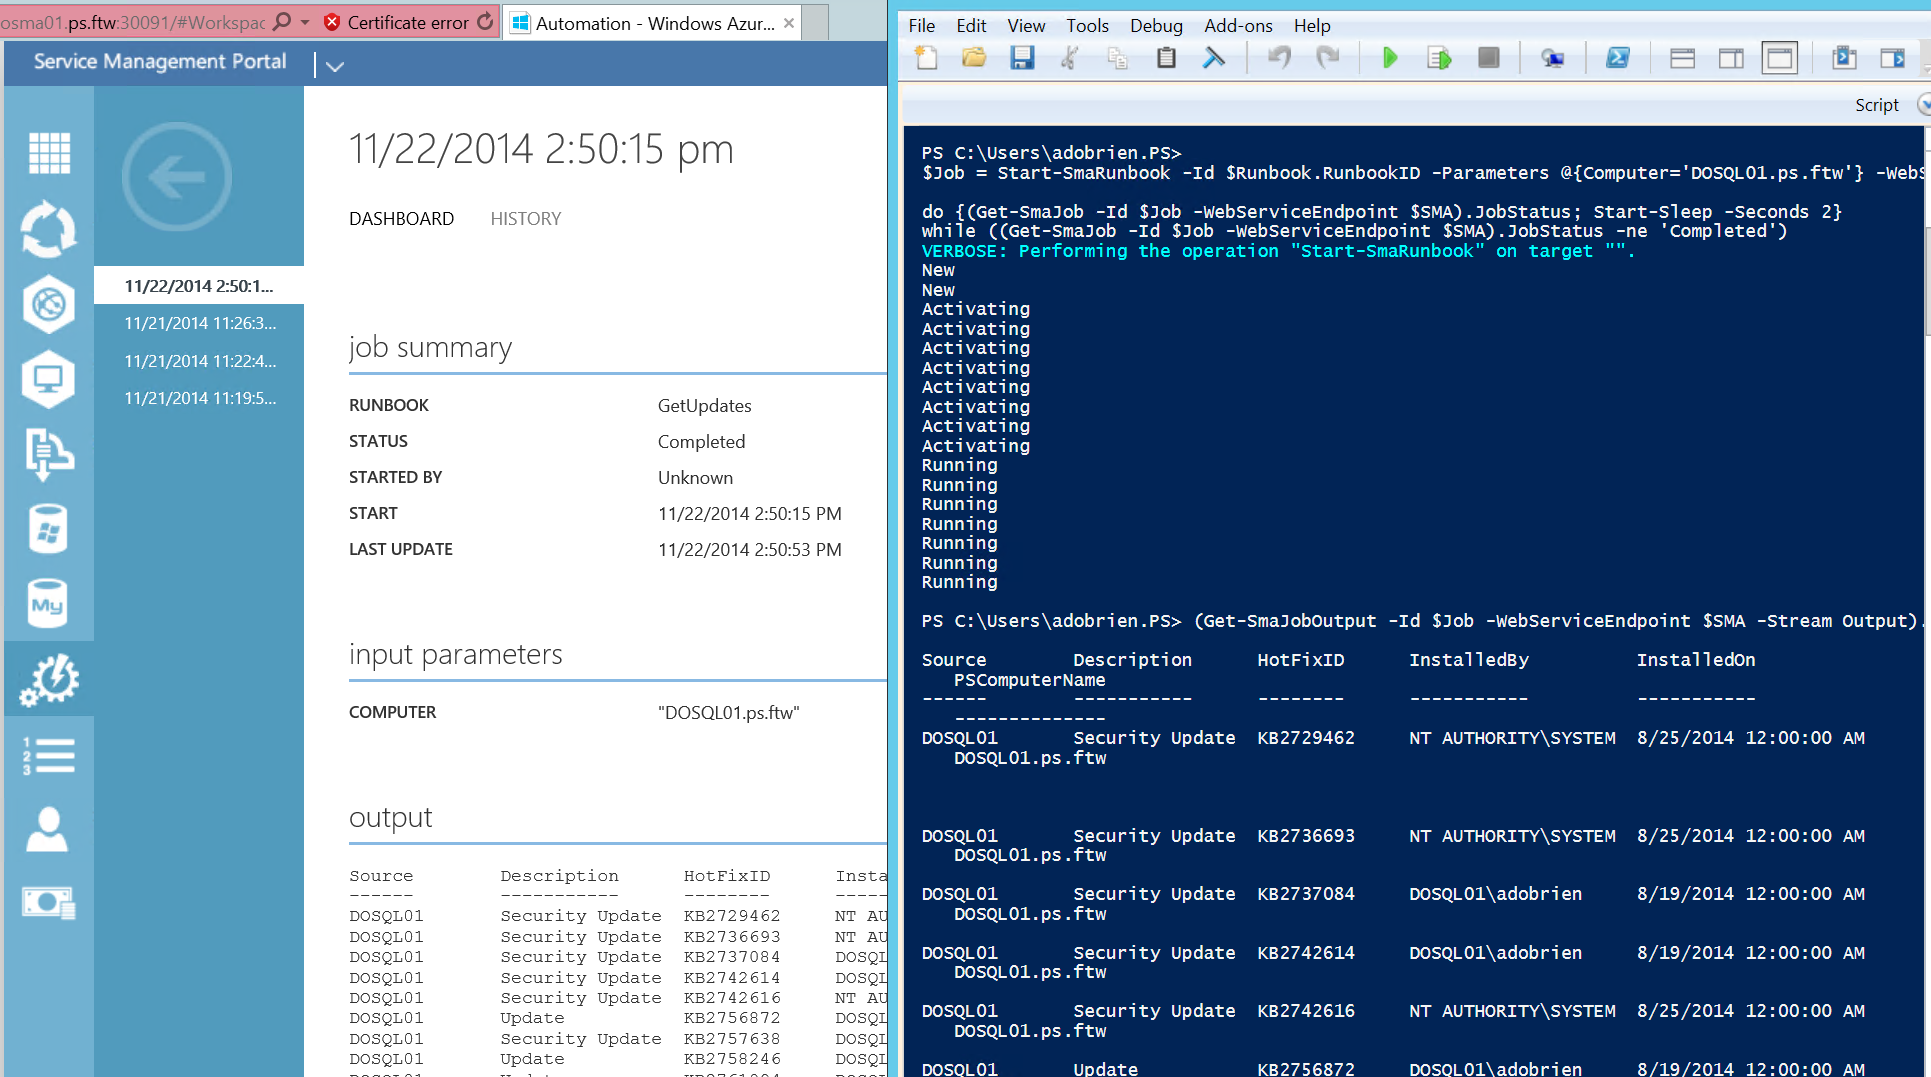 osma01.ps.ftw:30091/#Workspac
Certificate error
Automation - Windows Azur...
Service Management Portal
11/22/2014 2:50:1...
11/21/2014 11:26:3...
11/21/2014 11:22:4...
11/21/2014 11:19:5...
My
1
2
3
11/22/2014 2:50:15 pm
DASHBOARD HISTORY
job summary
RUNBOOK GetUpdates
STATUS Completed
STARTED BY Unknown
START 11/22/2014 2:50:15 PM
LAST UPDATE 11/22/2014 2:50:53 PM
input parameters
COMPUTER "DOSQL01.ps.ftw"
output
Source Description HotFixID Insta
------ ----------- -------- -----
DOSQL01 Security Update KB2729462 NT AU
DOSQL01 Security Update KB2736693 NT AU
DOSQL01 Security Update KB2737084 DOSQL
DOSQL01 Security Update KB2742614 DOSQL
DOSQL01 Security Update KB2742616 NT AU
DOSQL01 Update KB2756872 DOSQL
DOSQL01 Security Update KB2757638 DOSQL
DOSQL01 Update KB2758246 DOSQL
File Edit View Tools Debug Add-ons Help
Script
PS C:\Users\adobrien.PS>
$Job = Start-SmaRunbook -Id $Runbook.RunbookID -Parameters @{Computer='DOSQL01.ps.ftw'} -WebS
do {(Get-SmaJob -Id $Job -WebServiceEndpoint $SMA).JobStatus; Start-Sleep -Seconds 2}
while ((Get-SmaJob -Id $Job -WebServiceEndpoint $SMA).JobStatus -ne 'Completed')
VERBOSE: Performing the operation "Start-SmaRunbook" on target "".
New
New
Activating
Activating
Activating
Activating
Activating
Activating
Activating
Activating
Running
Running
Running
Running
Running
Running
Running
PS C:\Users\adobrien.PS> (Get-SmaJobOutput -Id $Job -WebServiceEndpoint $SMA -Stream Output).
Source Description HotFixID InstalledBy InstalledOn
PSComputerName
------ ----------- -------- ----------- -----------
--------------
DOSQL01 Security Update KB2729462 NT AUTHORITY\SYSTEM 8/25/2014 12:00:00 AM
DOSQL01.ps.ftw
DOSQL01 Security Update KB2736693 NT AUTHORITY\SYSTEM 8/25/2014 12:00:00 AM
DOSQL01.ps.ftw
DOSQL01 Security Update KB2737084 DOSQL01\adobrien 8/19/2014 12:00:00 AM
DOSQL01.ps.ftw
DOSQL01 Security Update KB2742614 DOSQL01\adobrien 8/19/2014 12:00:00 AM
DOSQL01.ps.ftw
DOSQL01 Security Update KB2742616 NT AUTHORITY\SYSTEM 8/25/2014 12:00:00 AM
DOSQL01.ps.ftw
DOSQL01 Update KB2756872 DOSQL01\adobrien 8/19/2014 12:00:00 AM